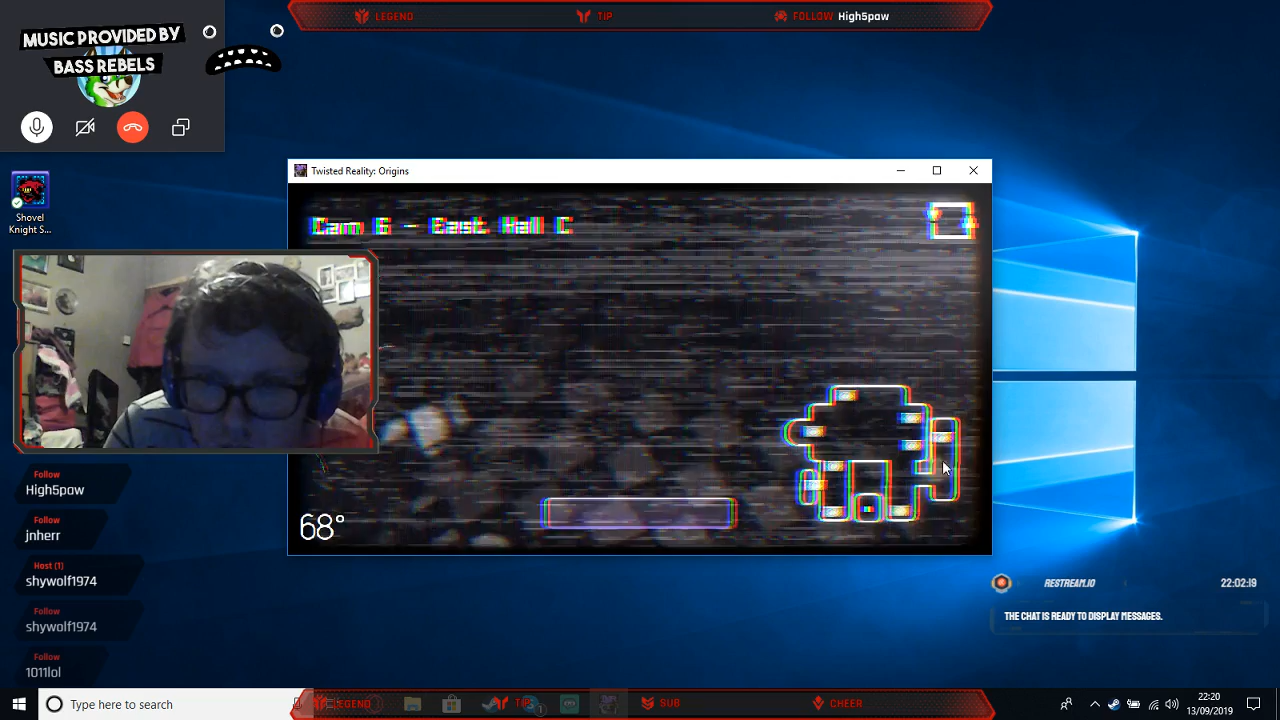 LEGEND
TIP
FOLLOW High5paw
MUSIC PROVIDED BY
BASS REBELS
Twisted Reality: Origins
Shovel
Knight S...
Cam 6 - East Hall C
68°
Follow
High5paw
Follow
jnherr
Host (1)
shywolf1974
Follow
shywolf1974
Follow
1011lol
RESTREAM.IO
22:02:19
THE CHAT IS READY TO DISPLAY MESSAGES.
Type here to search
LEGEND
TIP
SUB
CHEER
22:20
13/09/2019